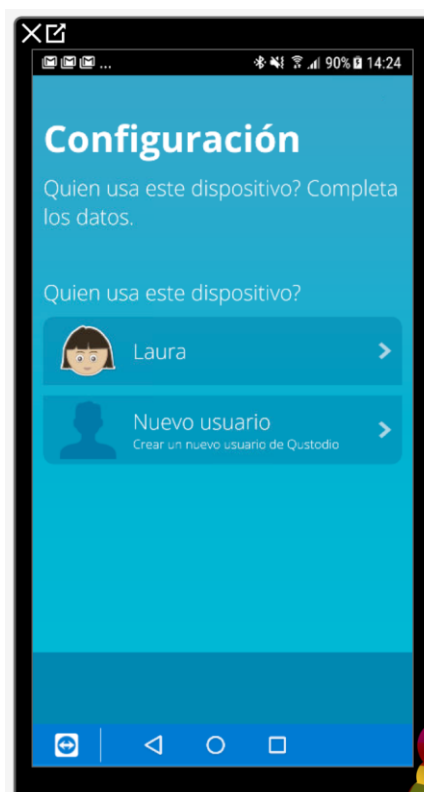 ... 90% 14:24
Configuración
Quien usa este dispositivo? Completa
los datos.
Quien usa este dispositivo?
Laura
Nuevo usuario
Crear un nuevo usuario de Qustodio